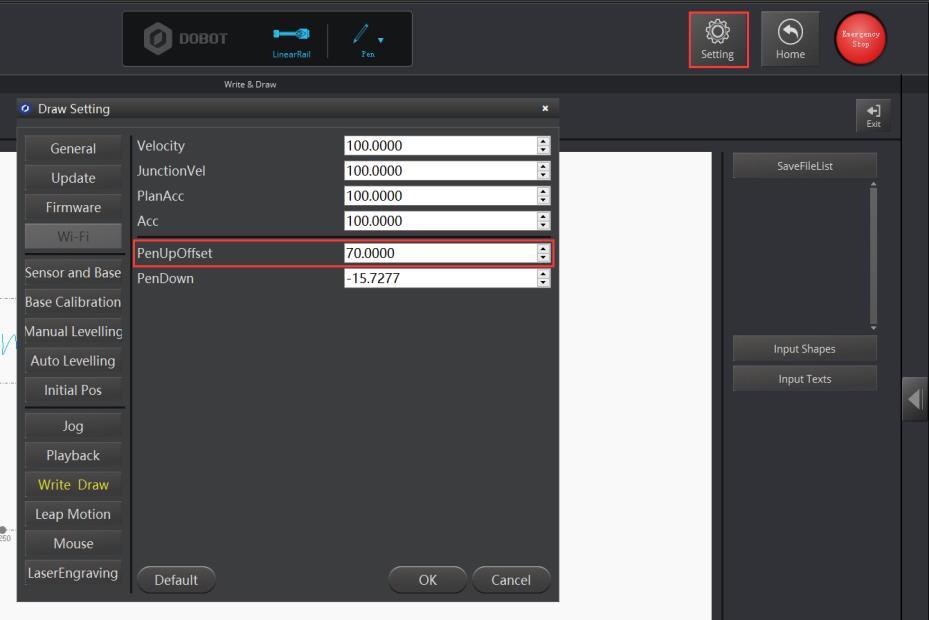 DOBOT
LinearRail
Pen
Setting
Home
Emergency
Stop
Write & Draw
Draw Setting
Exit
General
Update
Firmware
Wi-Fi
Sensor and Base
Base Calibration
Manual Levelling
Auto Levelling
Initial Pos
Jog
Playback
Write Draw
Leap Motion
Mouse
LaserEngraving
Velocity 100.0000
JunctionVel 100.0000
PlanAcc 100.0000
Acc 100.0000
PenUpOffset 70.0000
PenDown -15.7277
Default
OK
Cancel
SaveFileList
Input Shapes
Input Texts
250